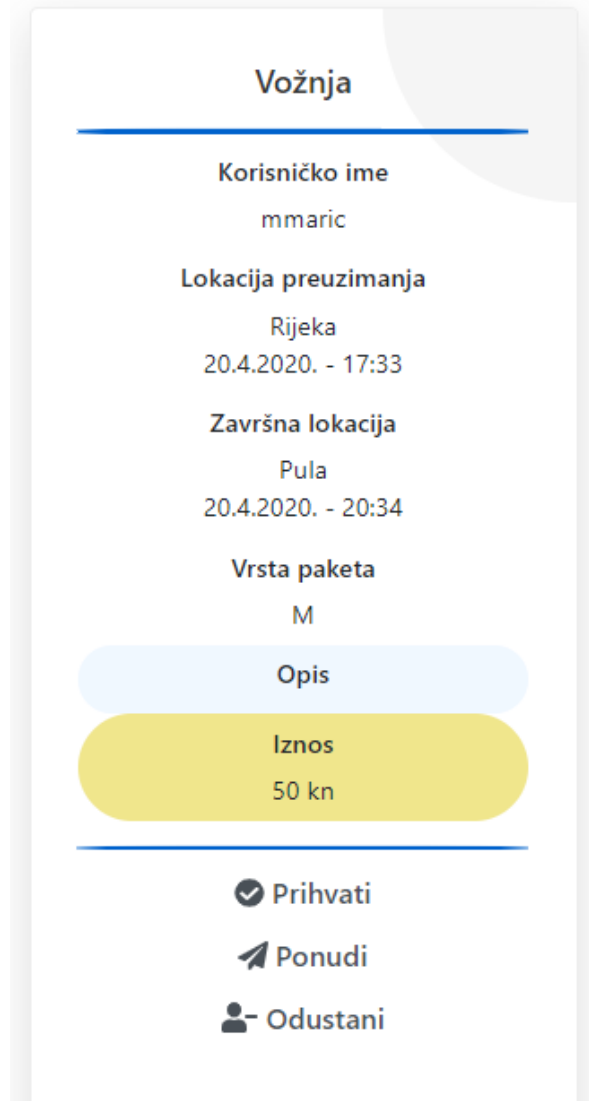 Vožnja
Korisničko ime
mmaric
Lokacija preuzimanja
Rijeka
20.4.2020. - 17:33
Završna lokacija
Pula
20.4.2020. - 20:34
Vrsta paketa
M
Opis
Iznos
50 kn
Prihvati
Ponudi
Odustani